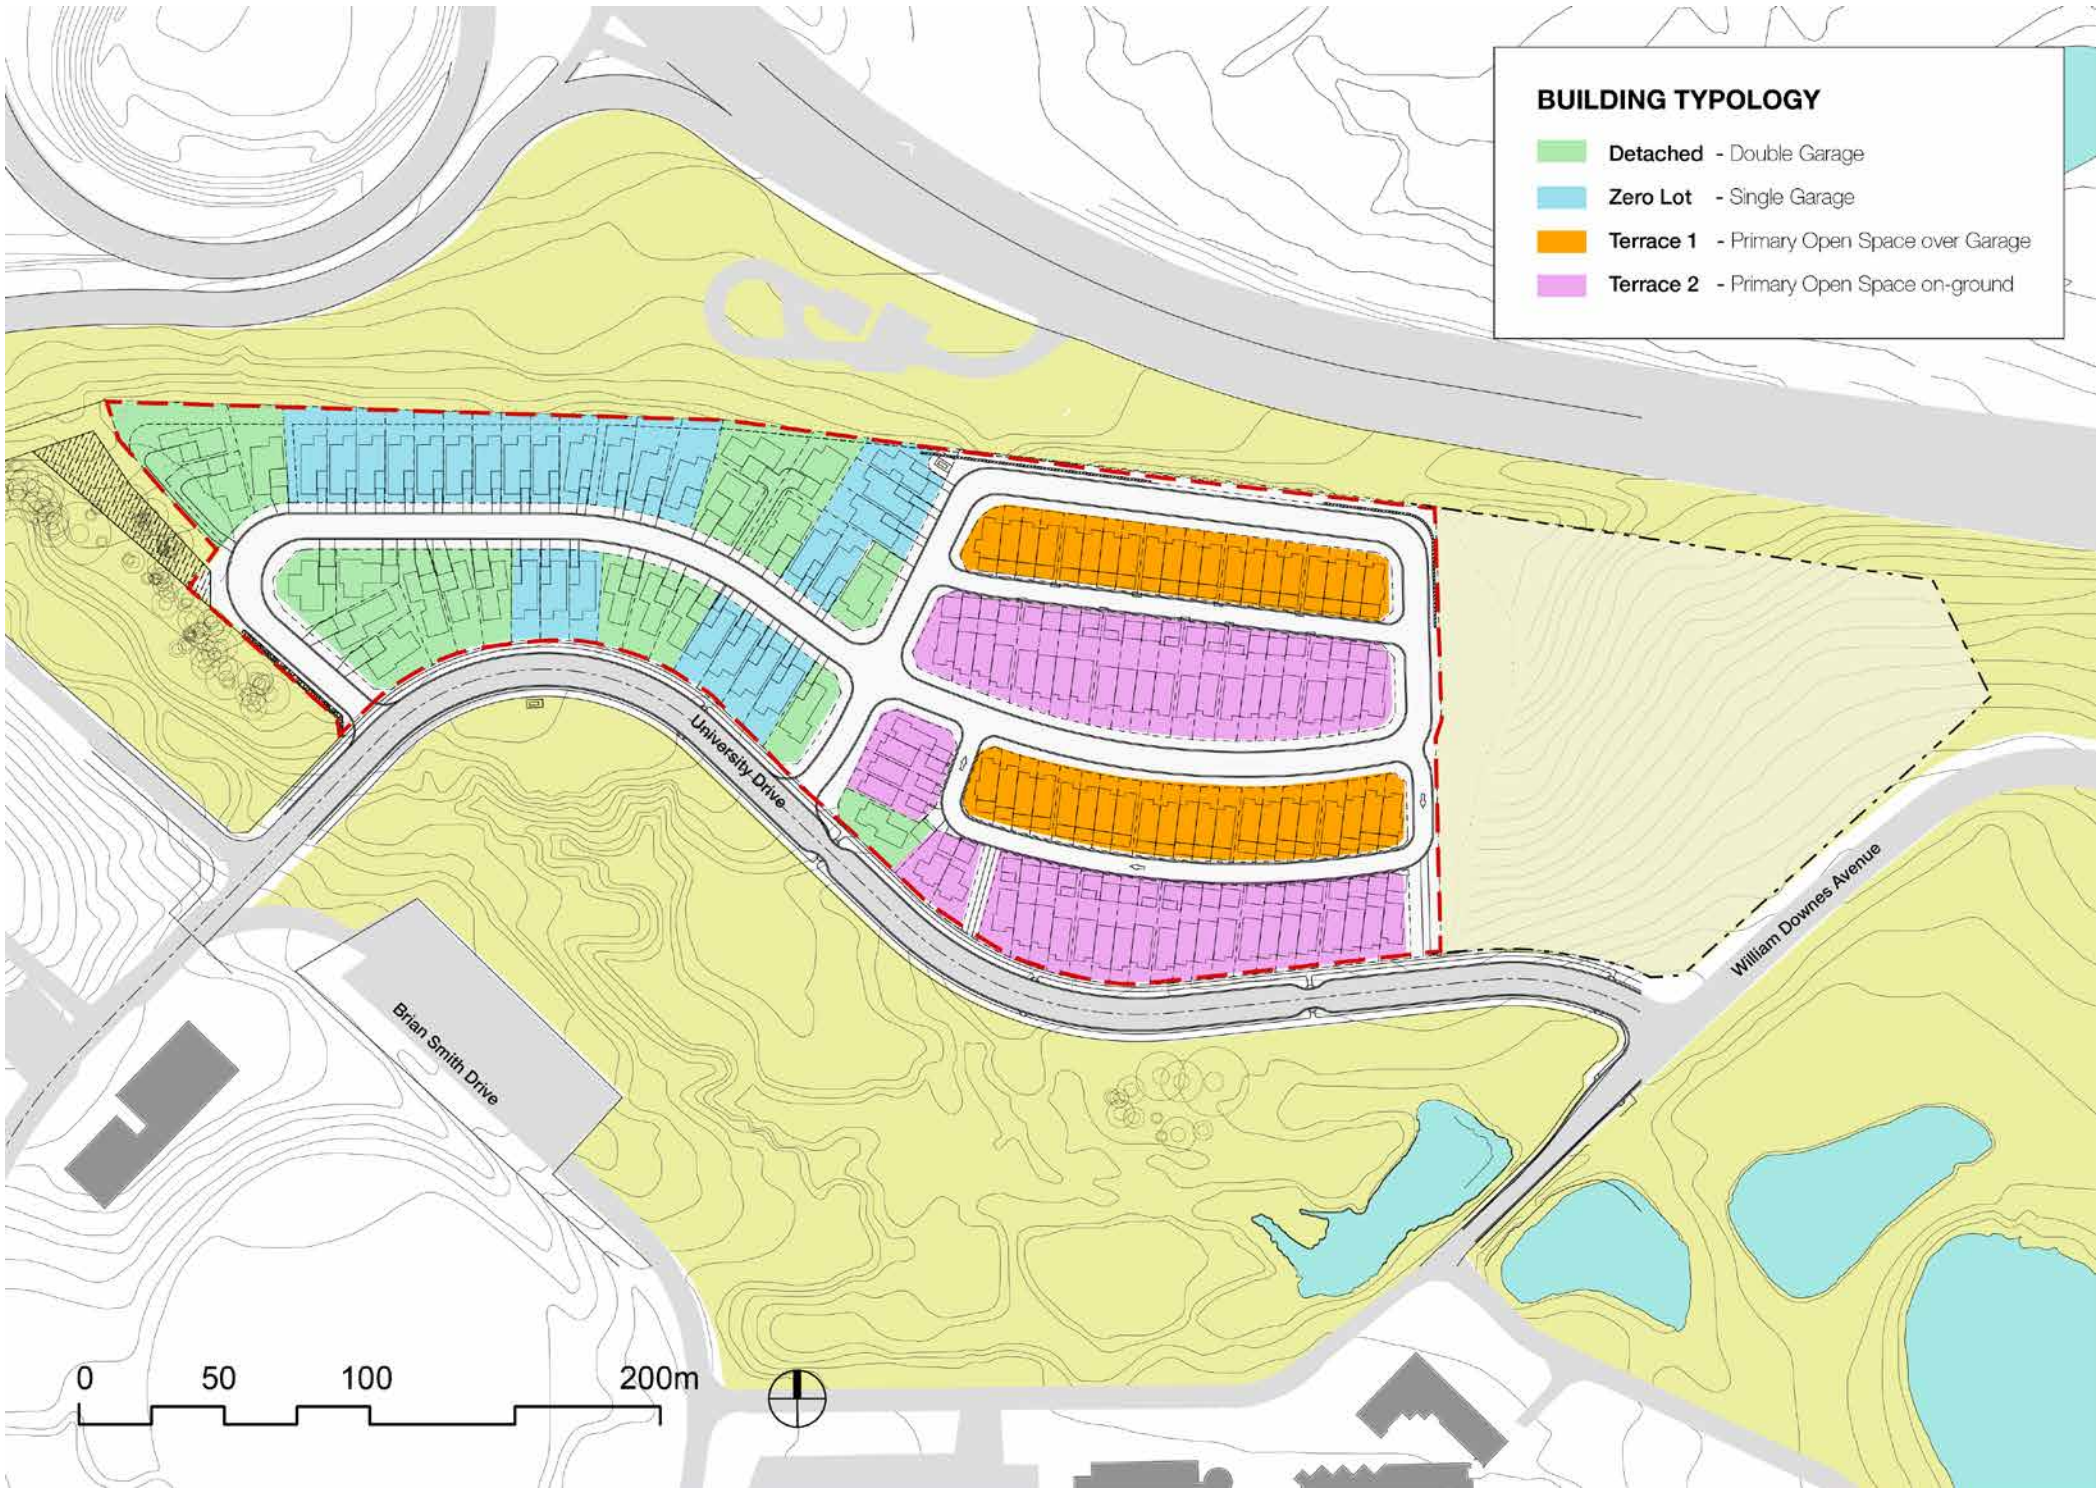 BUILDING TYPOLOGY
Detached - Double Garage
Zero Lot - Single Garage
Terrace 1 - Primary Open Space over Garage
Terrace 2 - Primary Open Space on-ground
University Drive
William Downes Avenue
Brian Smith Drive
0 50 100 200m